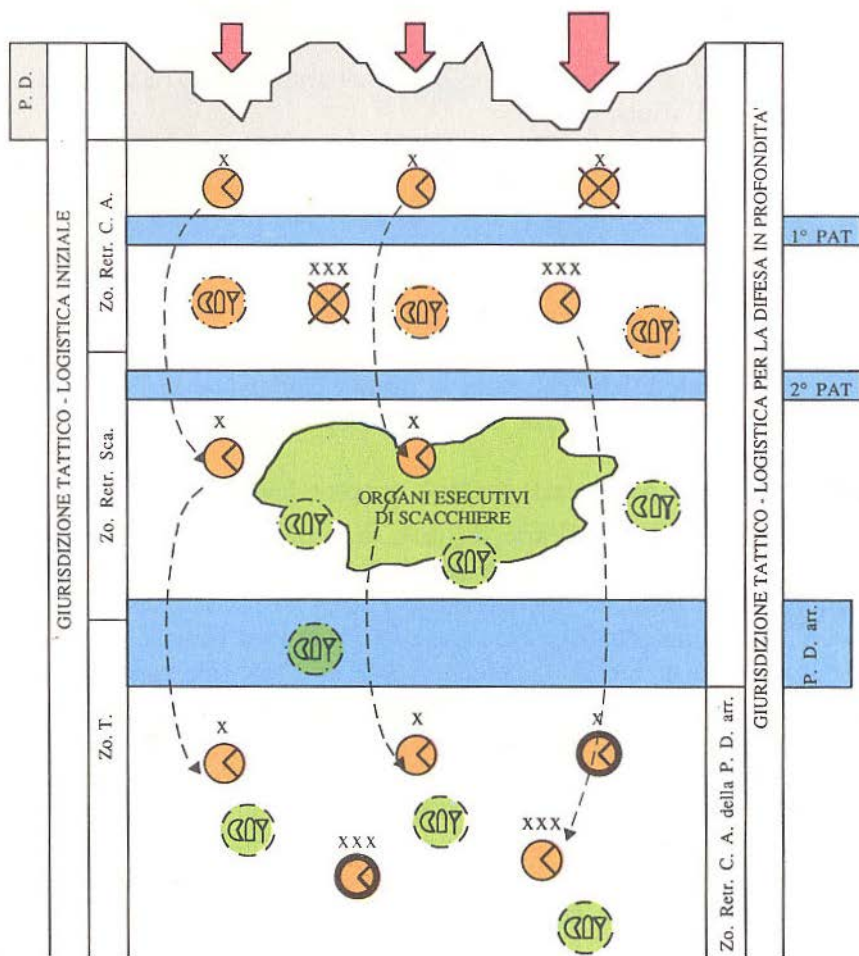 P. D.
GIURISDIZIONE TATTICO - LOGISTICA INIZIALE
Zo. Retr. C. A.
Zo. Retr. Sca.
Zo. T.
x
x
x
1° PAT
xxx
xxx
2° PAT
x
x
ORGANI ESECUTIVI
DI SCACCHIERE
P. D. arr.
x
x
x
xxx
xxx
Zo. Retr. C. A. della P. D. arr.
GIURISDIZIONE TATTICO - LOGISTICA PER LA DIFESA IN PROFONDITA'